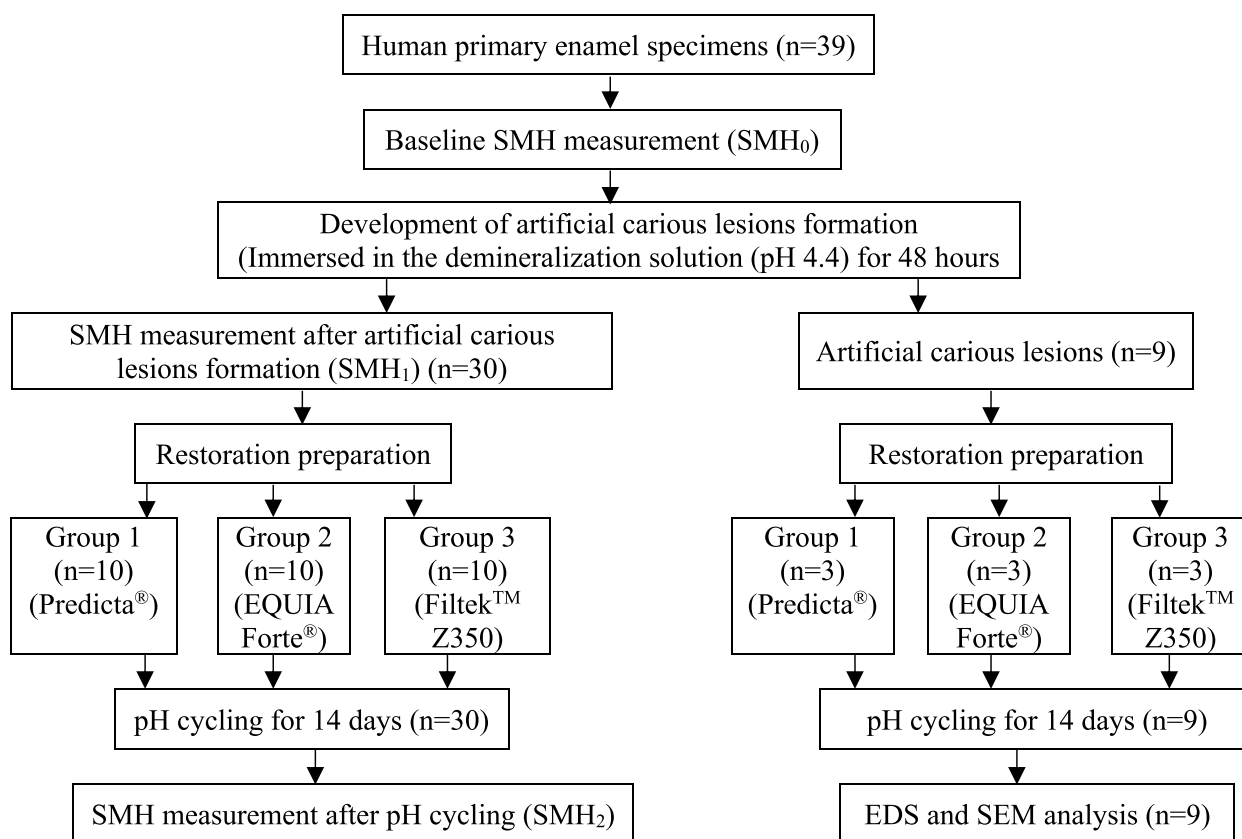 Human primary enamel specimens (n=39)
Baseline SMH measurement (SMH₀)
Development of artificial carious lesions formation
(Immersed in the demineralization solution (pH 4.4) for 48 hours
SMH measurement after artificial carious
lesions formation (SMH₁) (n=30)
Artificial carious lesions (n=9)
Restoration preparation
Restoration preparation
Group 1
(n=10)
(Predicta®)
Group 2
(n=10)
(EQUIA
Forte®)
Group 3
(n=10)
(Filtek™
Z350)
Group 1
(n=3)
(Predicta®)
Group 2
(n=3)
(EQUIA
Forte®)
Group 3
(n=3)
(Filtek™
Z350)
pH cycling for 14 days (n=30)
pH cycling for 14 days (n=9)
SMH measurement after pH cycling (SMH₂)
EDS and SEM analysis (n=9)